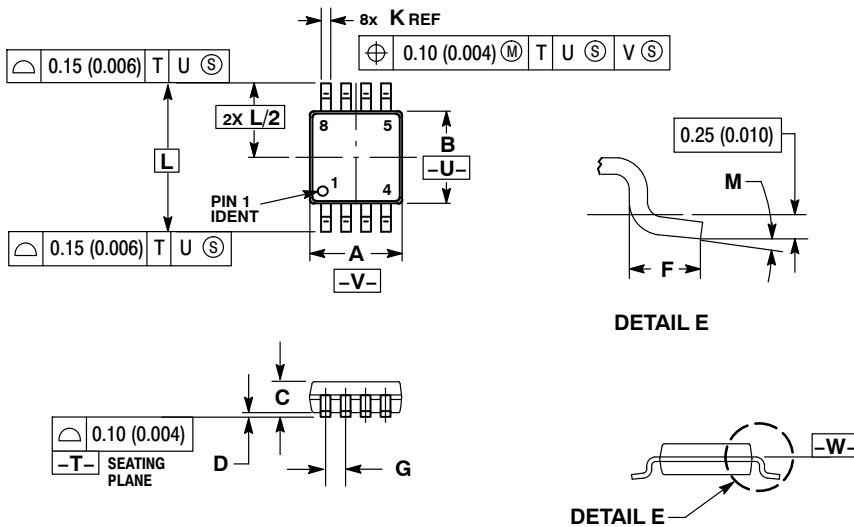 8x K REF
⌖ 0.10 (0.004) Ⓜ T U Ⓢ V Ⓢ
⌓ 0.15 (0.006) T U Ⓢ
2X L/2
8 5
B
–U–
L
PIN 1
IDENT
1 4
⌓ 0.15 (0.006) T U Ⓢ
A
–V–
0.25 (0.010)
M
F
DETAIL E
C
⌓ 0.10 (0.004)
–T– SEATING
PLANE
D
G
–W–
DETAIL E